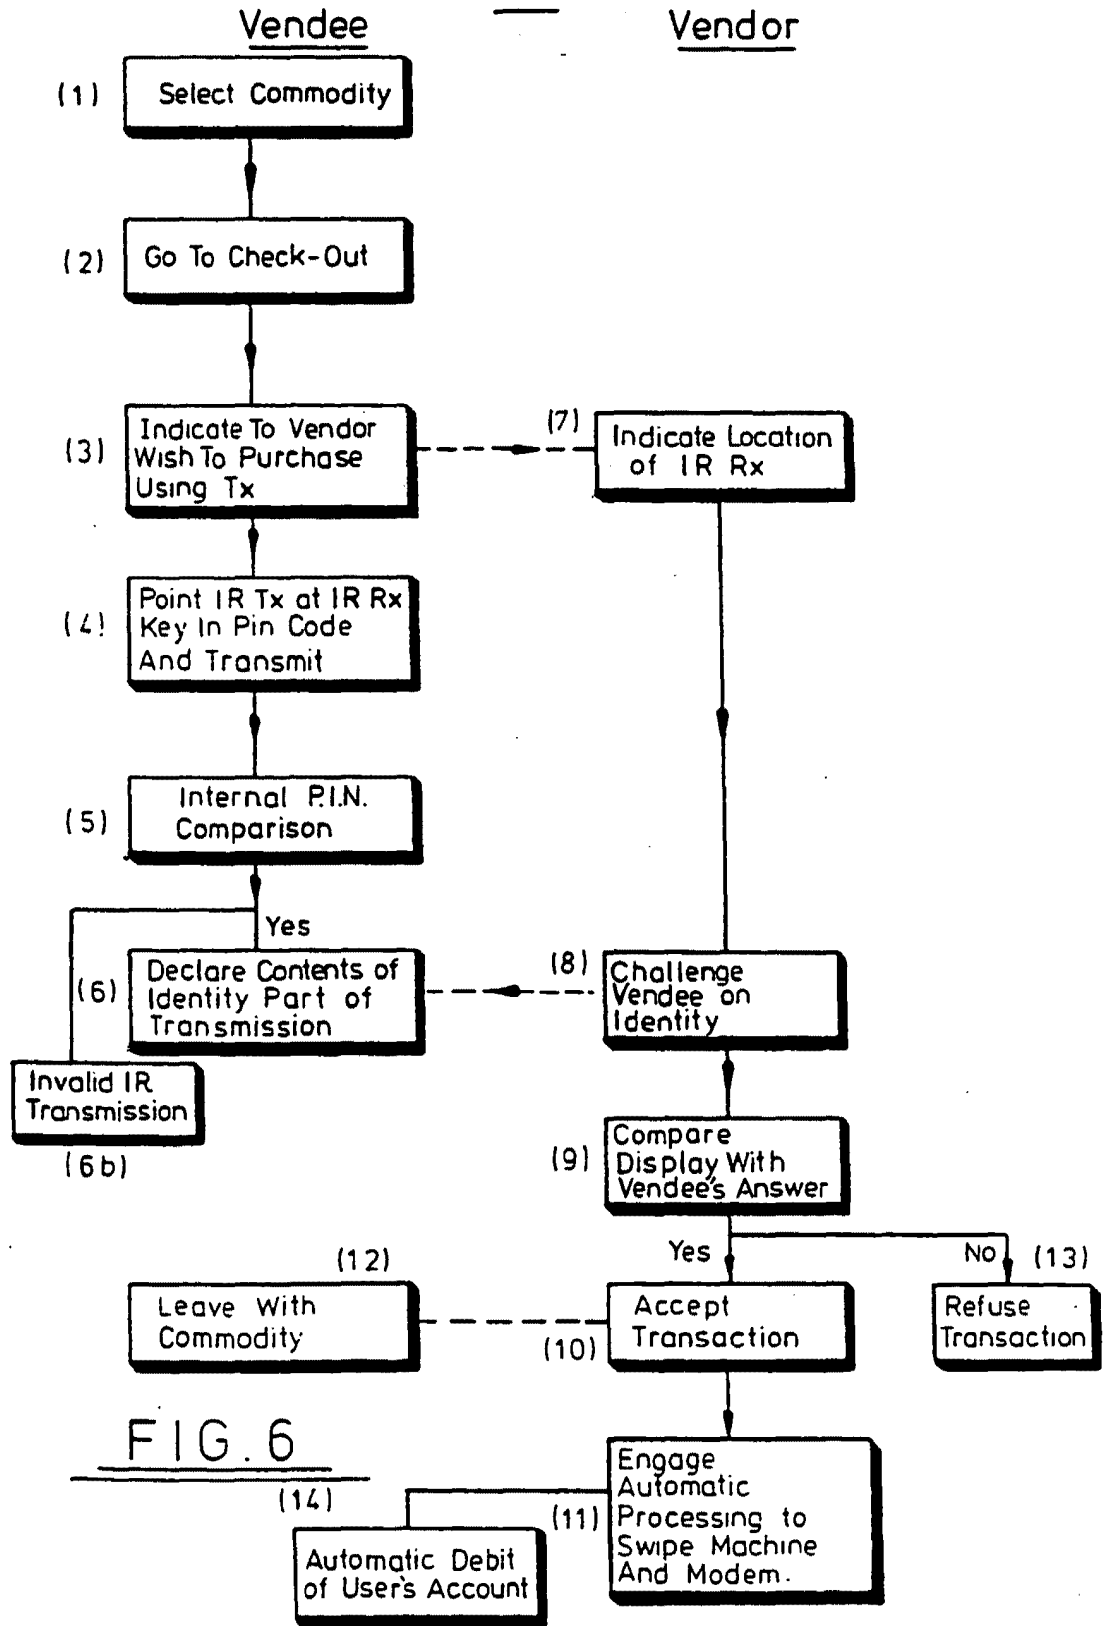 Vendee
Vendor
(1)
Select Commodity
(2)
Go To Check-Out
(3)
Indicate To Vendor
Wish To Purchase
Using Tx
(7)
Indicate Location
of IR Rx
(4)
Point IR Tx at IR Rx
Key In Pin Code
And Transmit
(5)
Internal P.I.N.
Comparison
Yes
(6)
Declare Contents of
Identity Part of
Transmission
(8)
Challenge
Vendee on
Identity
Invalid IR
Transmission
(6b)
(9)
Compare
Display With
Vendee's Answer
Yes
No
(13)
(12)
Leave With
Commodity
Accept
Transaction
(10)
Refuse
Transaction
FIG. 6
(14)
Automatic Debit
of User's Account
(11)
Engage
Automatic
Processing to
Swipe Machine
And Modem.